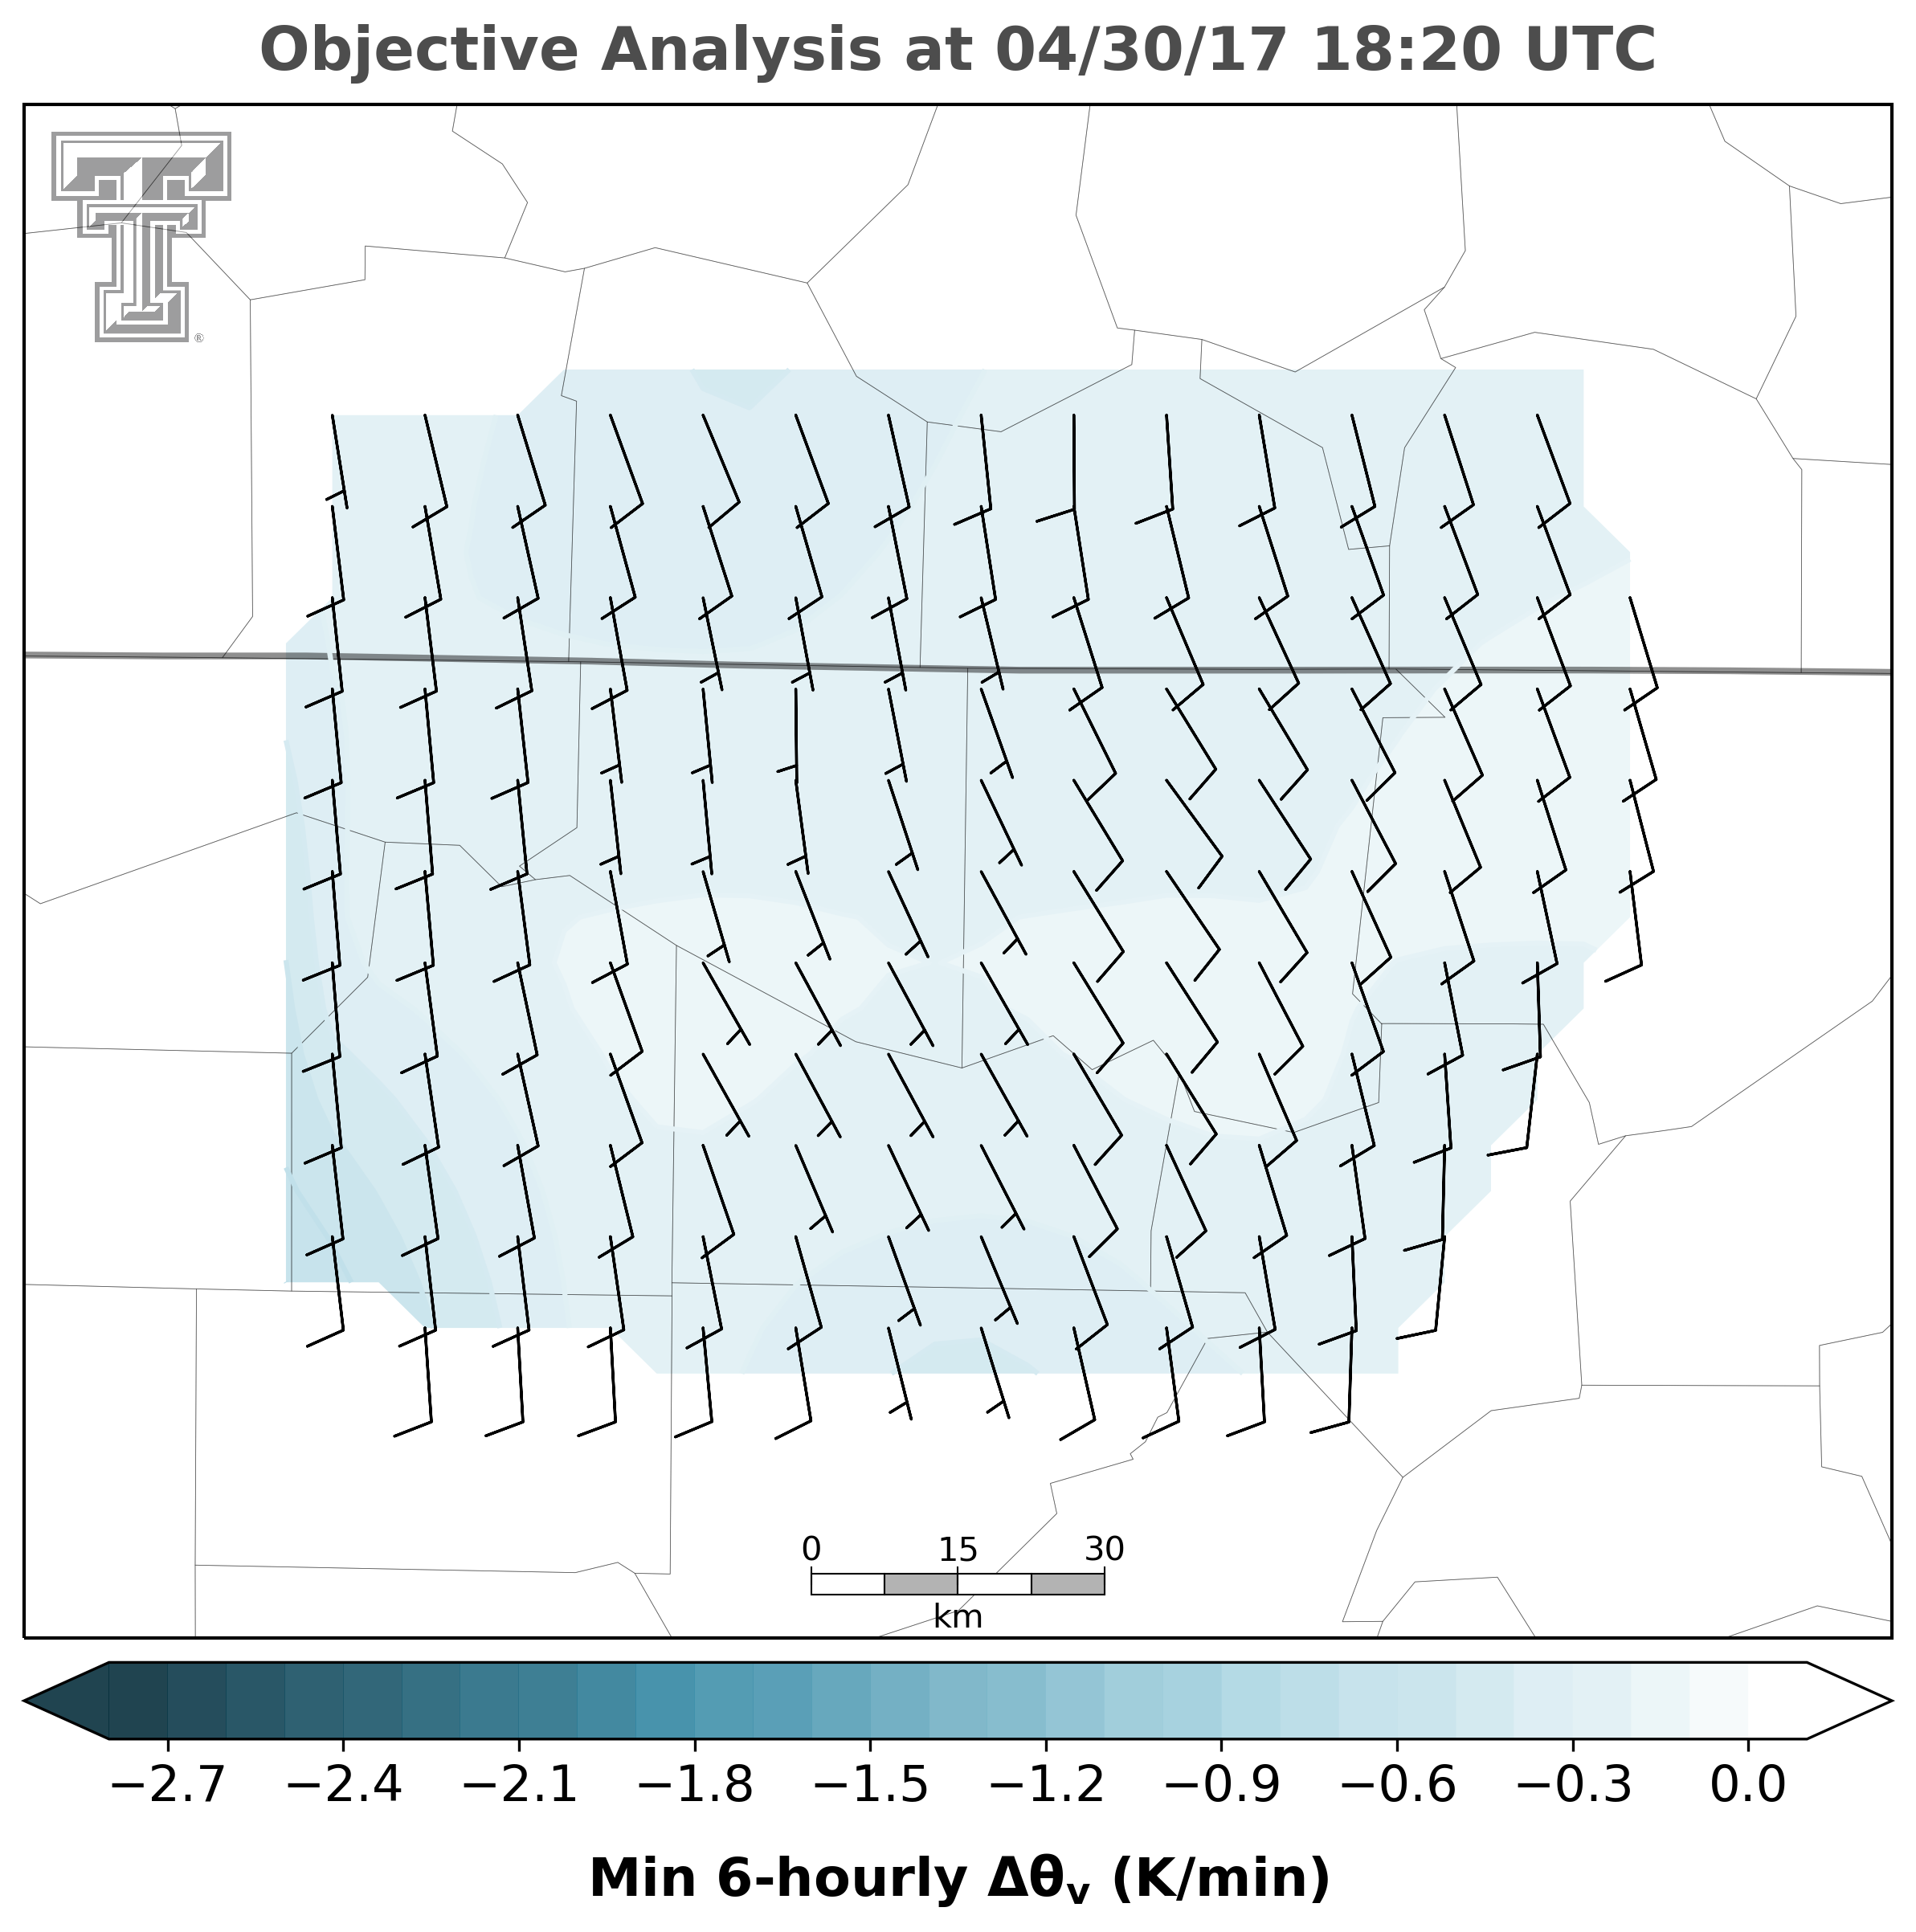 Objective Analysis at 04/30/17 18:20 UTC
®
0 15 30
km
−2.7 −2.4 −2.1 −1.8 −1.5 −1.2 −0.9 −0.6 −0.3 0.0
Min 6-hourly Δθv (K/min)